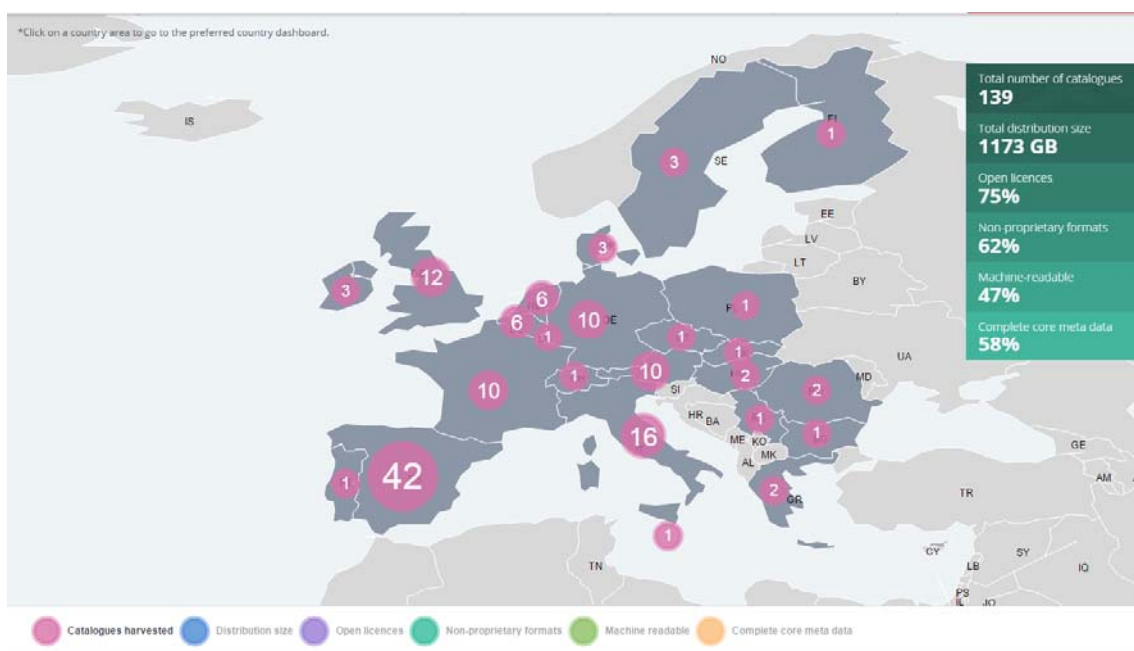 *Click on a country area to go to the preferred country dashboard.
NO
Total number of catalogues
139
IS
FI
1
Total distribution size
1173 GB
3
SE
Open licences
75%
EE
Non-proprietary formats
62%
LV
3
LT
Machine-readable
47%
12
BY
3
6
1
6
10
DE
Complete core meta data
58%
1
1
1
UA
10
1
2
MD
10
SI
2
HR
BA
1
1
16
ME
KO
GE
MK
AL
42
1
AM
2
GR
TR
1
CY
SY
TN
LB
IQ
PS
IL
JO
Catalogues harvested
Distribution size
Open licences
Non-proprietary formats
Machine readable
Complete core meta data